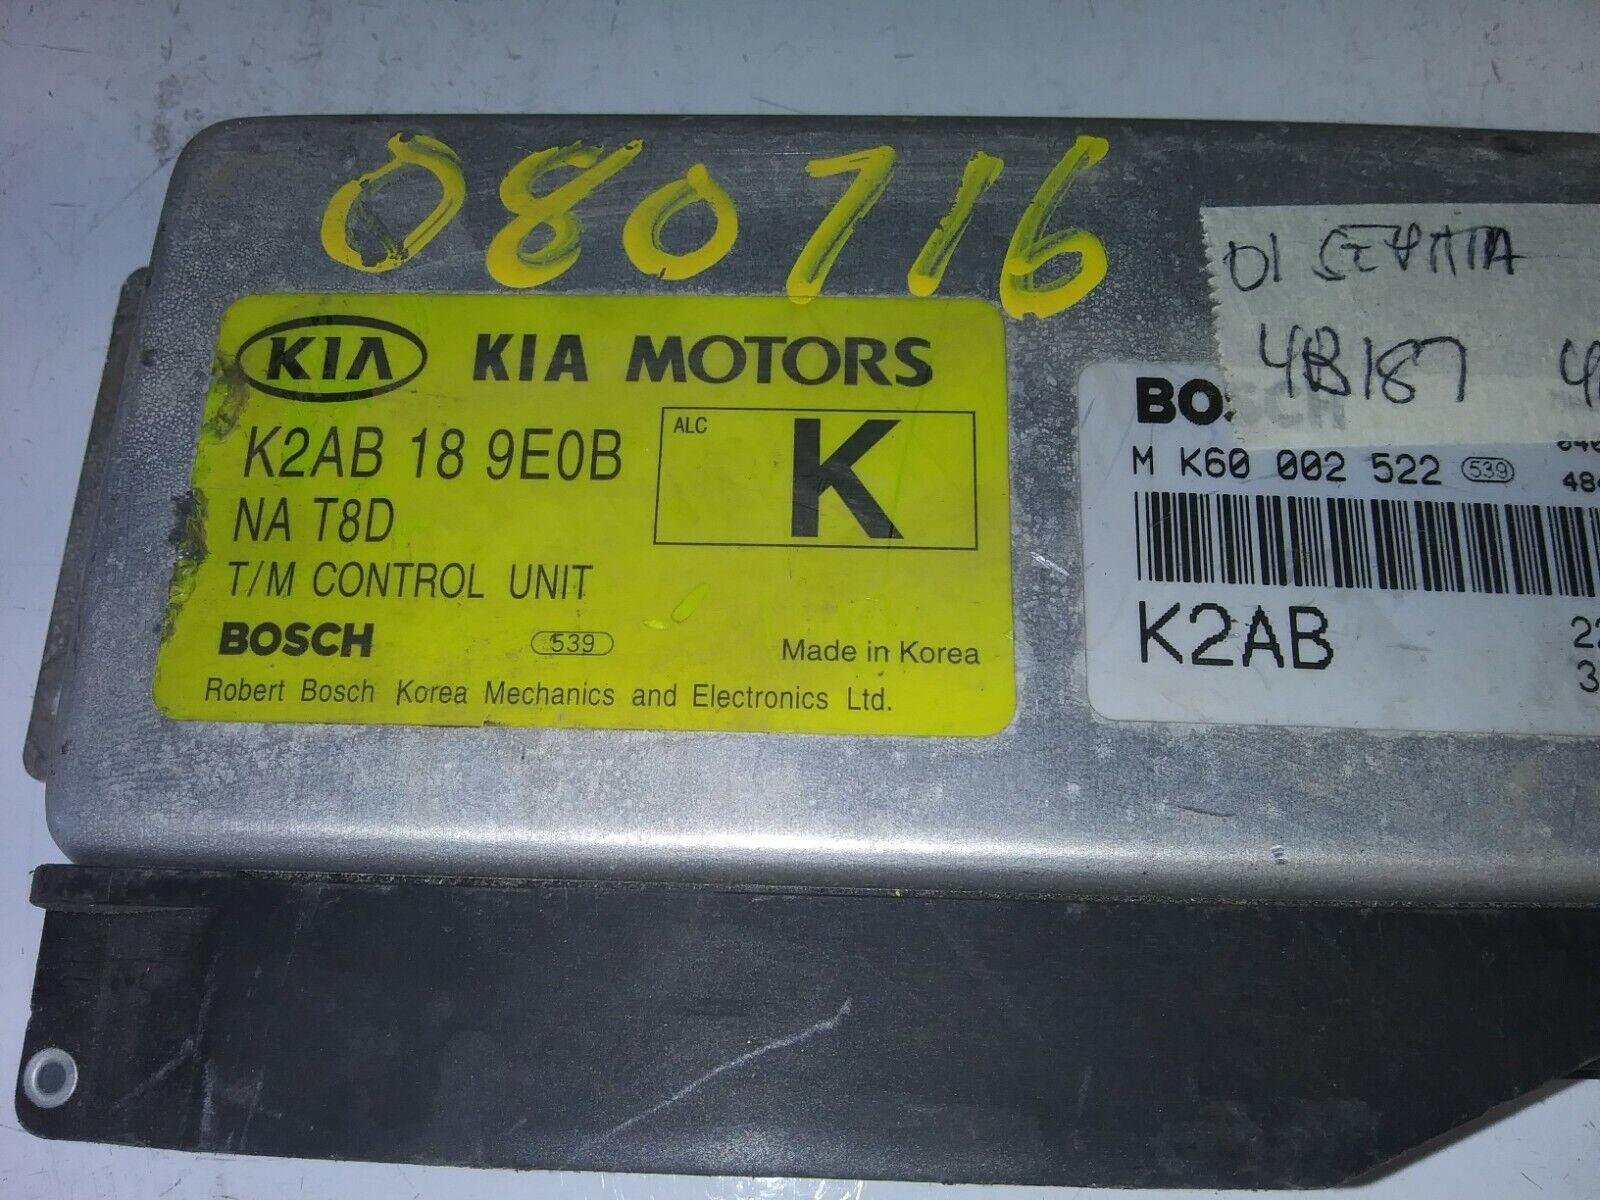 080716
01 SEPHIA
4B187
KIA KIA MOTORS
K2AB 18 9E0B
ALC K
NA T8D
T/M CONTROL UNIT
BOSCH 539 Made in Korea
Robert Bosch Korea Mechanics and Electronics Ltd.
BOSCH
M K60 002 522 539
K2AB